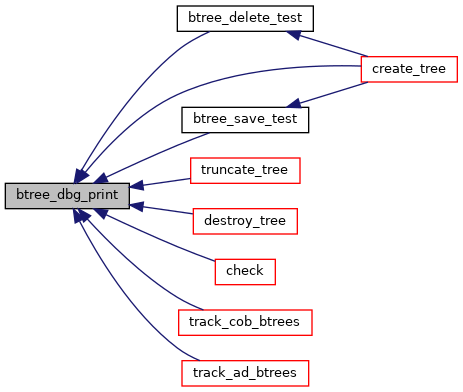 btree_delete_test
create_tree
btree_save_test
truncate_tree
btree_dbg_print
destroy_tree
check
track_cob_btrees
track_ad_btrees